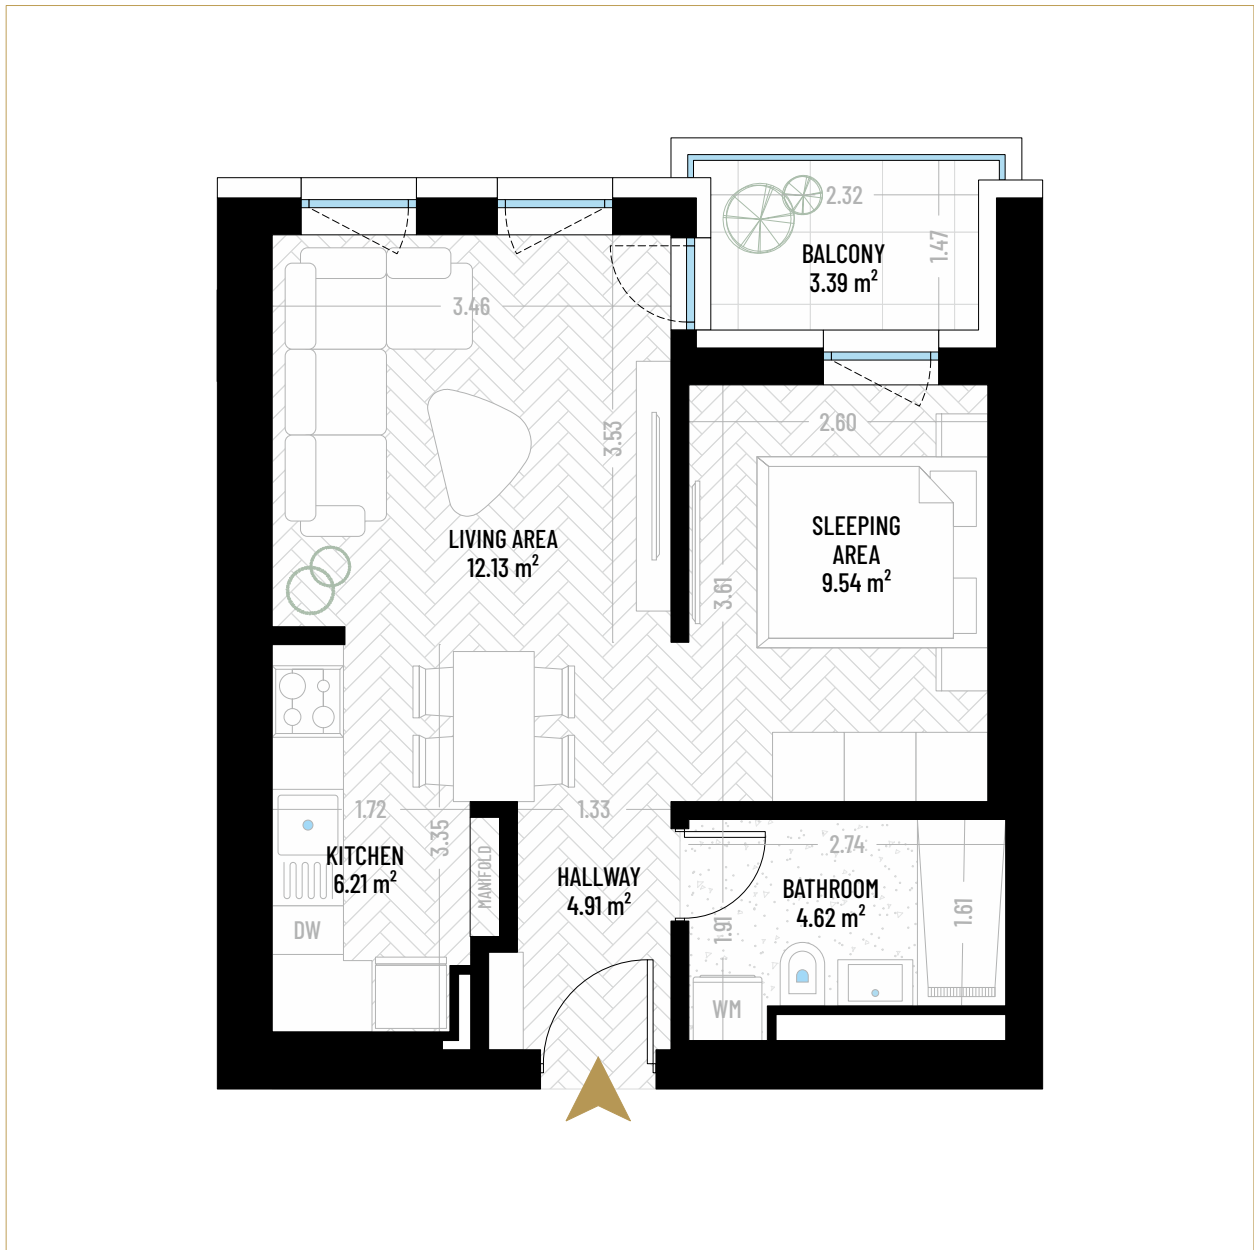 2.32
1.47
BALCONY
3.39 m²
3.46
3.53
2.60
LIVING AREA
12.13 m²
SLEEPING
AREA
9.54 m²
3.61
1.72
3.35
1.33
KITCHEN
6.21 m²
MANIFOLD
HALLWAY
4.91 m²
2.74
BATHROOM
4.62 m²
1.61
1.91
DW
WM